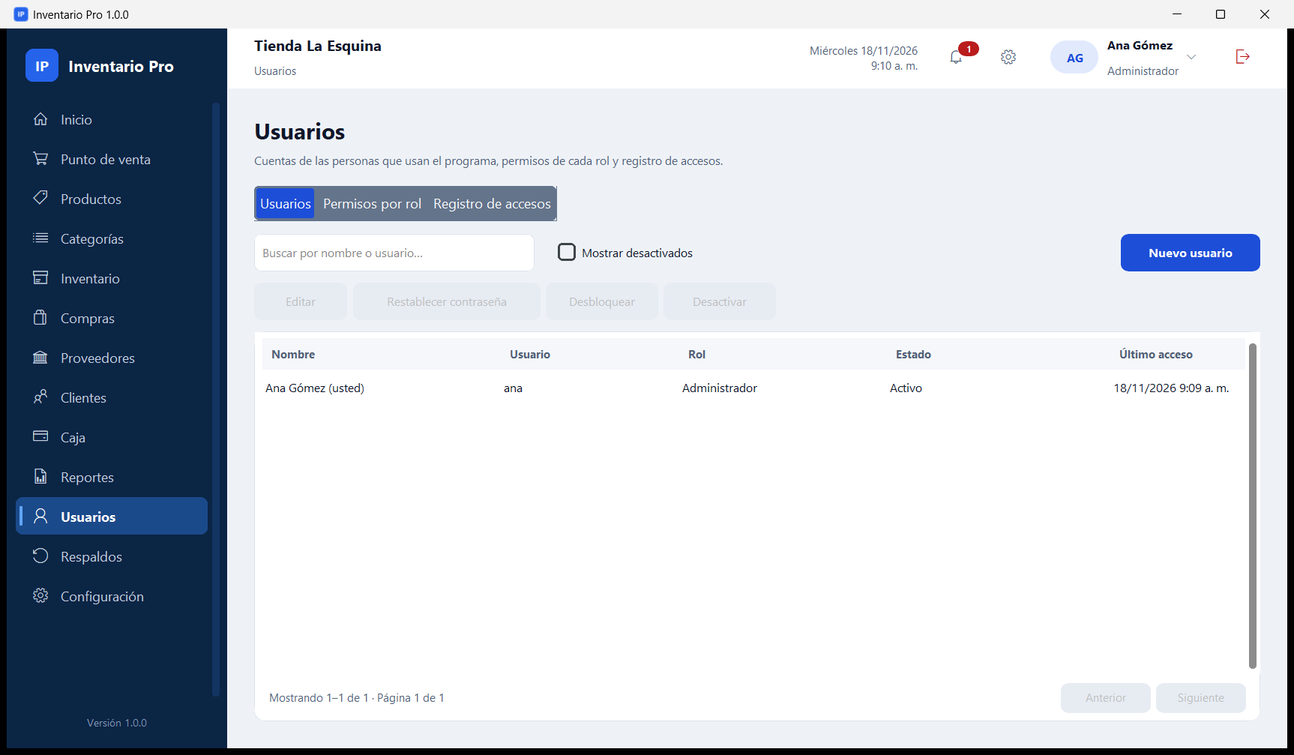 IP Inventario Pro 1.0.0
IP Inventario Pro
Inicio
Punto de venta
Productos
Categorías
Inventario
Compras
Proveedores
Clientes
Caja
Reportes
Usuarios
Respaldos
Configuración
Versión 1.0.0
Tienda La Esquina
Usuarios
Miércoles 18/11/2026
9:10 a. m.
1
AG
Ana Gómez
Administrador
Usuarios
Cuentas de las personas que usan el programa, permisos de cada rol y registro de accesos.
Usuarios Permisos por rol Registro de accesos
Buscar por nombre o usuario... Mostrar desactivados Nuevo usuario
Editar Restablecer contraseña Desbloquear Desactivar
Nombre Usuario Rol Estado Último acceso
Ana Gómez (usted) ana Administrador Activo 18/11/2026 9:09 a. m.
Mostrando 1–1 de 1 · Página 1 de 1 Anterior Siguiente